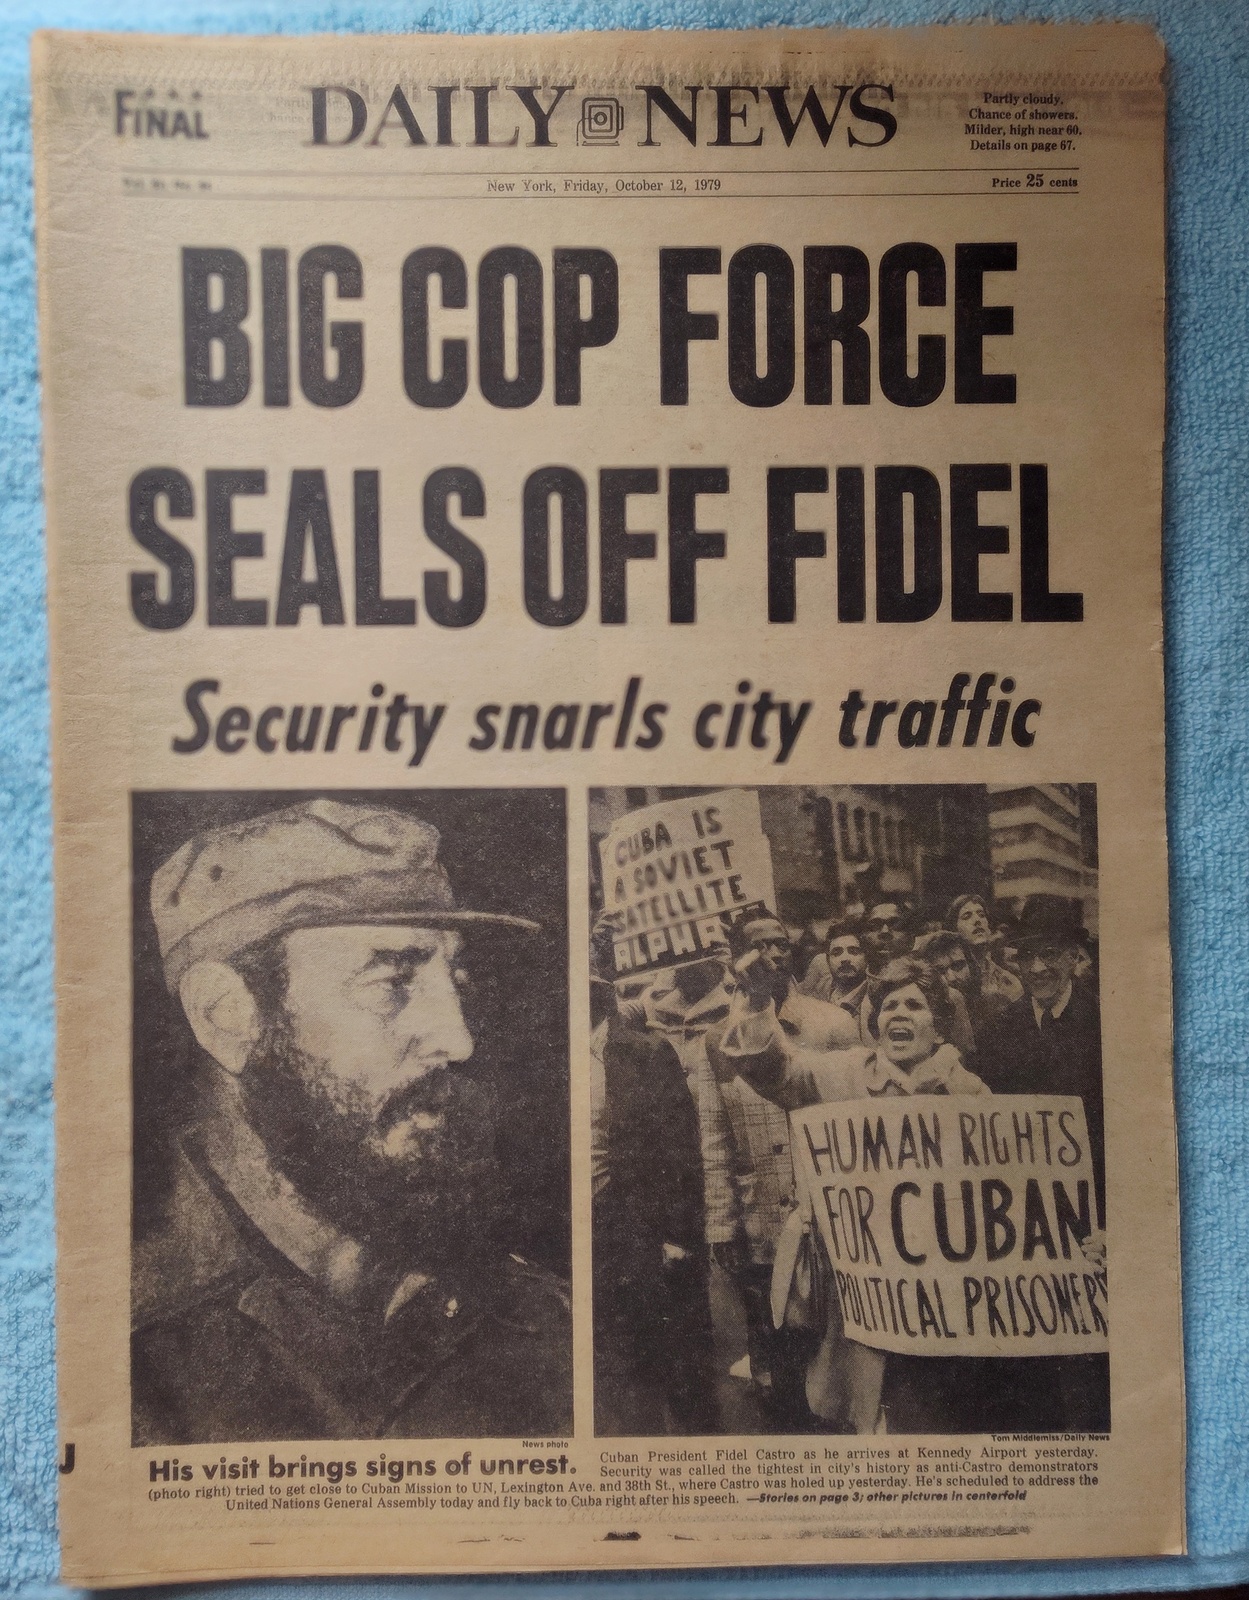 FINAL
DAILY NEWS
Partly cloudy.
Chance of showers.
Milder, high near 60.
Details on page 67.
New York, Friday, October 12, 1979
Price 25 cents
BIG COP FORCE
SEALS OFF FIDEL
Security snarls city traffic
CUBA IS
A SOVIET
SATELLITE
ALPHA
HUMAN RIGHTS
FOR CUBAN
POLITICAL PRISONERS
News photo
Tom Middlemiss/Daily News
J
His visit brings signs of unrest. Cuban President Fidel Castro as he arrives at Kennedy Airport yesterday.
Security was called the tightest in city's history as anti-Castro demonstrators
(photo right) tried to get close to Cuban Mission to UN, Lexington Ave. and 38th St., where Castro was holed up yesterday. He's scheduled to address the
United Nations General Assembly today and fly back to Cuba right after his speech. —Stories on page 3; other pictures in centerfold